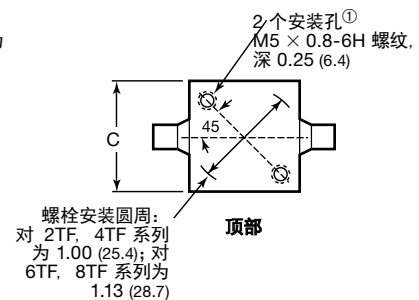 2 个安装孔①
M5 × 0.8-6H 螺纹,
深 0.25 (6.4)
C
45
螺栓安装圆周:
对 2TF, 4TF 系列
为 1.00 (25.4); 对
6TF, 8TF 系列为
1.13 (28.7)
顶部